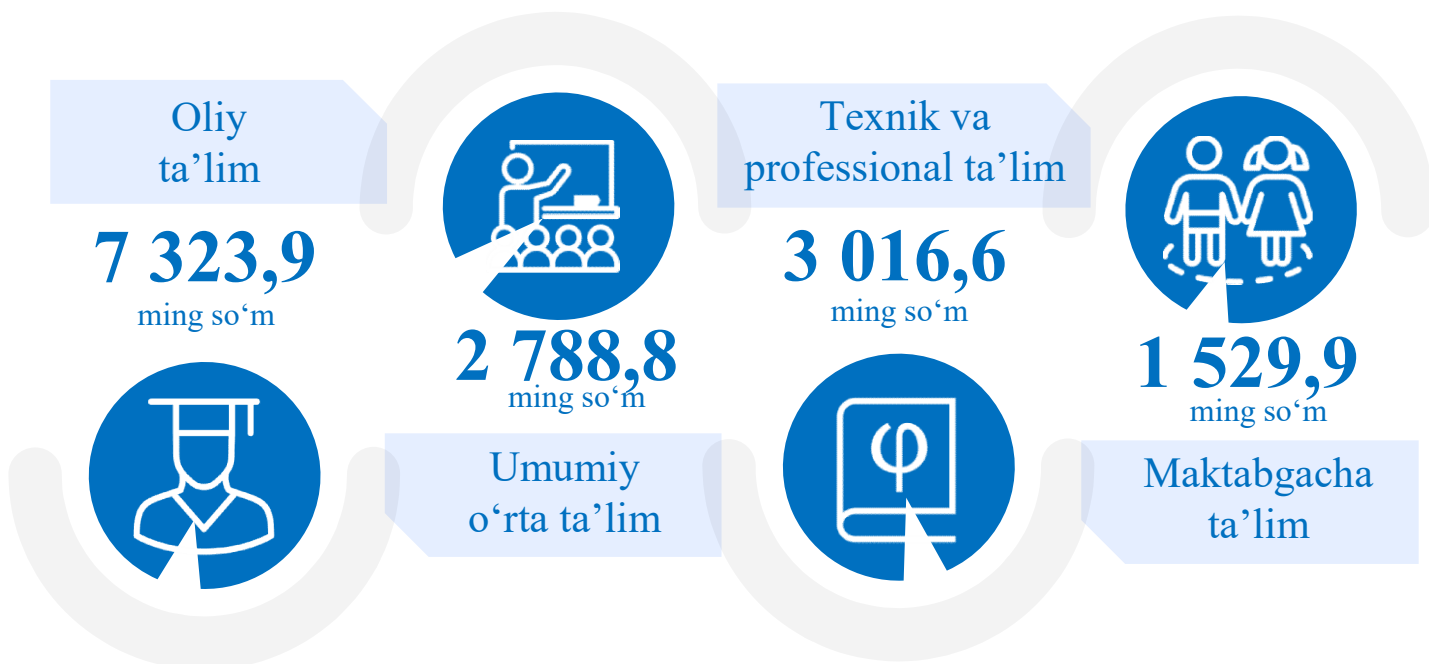 Oliy
ta’lim
7 323,9
ming so‘m
2 788,8
ming so‘m
Umumiy
o‘rta ta’lim
Texnik va
professional ta’lim
3 016,6
ming so‘m
φ
1 529,9
ming so‘m
Maktabgacha
ta’lim